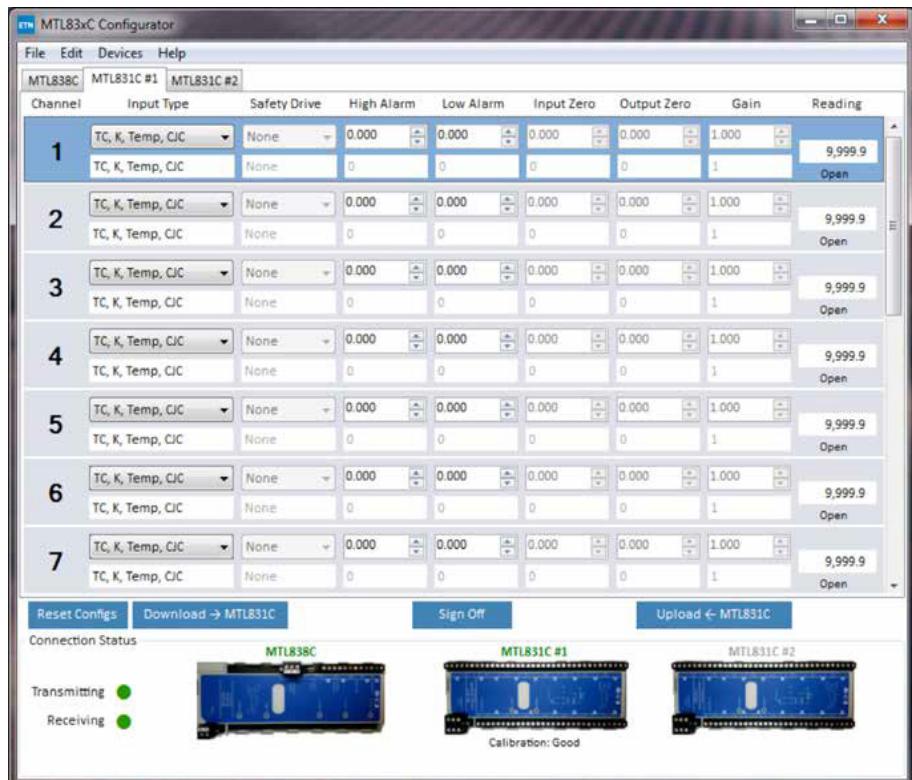 ETN MTL83xC Configurator
File Edit Devices Help
MTL838C MTL831C #1 MTL831C #2
Channel Input Type Safety Drive High Alarm Low Alarm Input Zero Output Zero Gain Reading
1 TC, K, Temp, CJC None 0.000 0.000 0.000 0.000 1.000 9,999.9
TC, K, Temp, CJC None 0 0 0 0 1 Open
2 TC, K, Temp, CJC None 0.000 0.000 0.000 0.000 1.000 9,999.9
TC, K, Temp, CJC None 0 0 0 0 1 Open
3 TC, K, Temp, CJC None 0.000 0.000 0.000 0.000 1.000 9,999.9
TC, K, Temp, CJC None 0 0 0 0 1 Open
4 TC, K, Temp, CJC None 0.000 0.000 0.000 0.000 1.000 9,999.9
TC, K, Temp, CJC None 0 0 0 0 1 Open
5 TC, K, Temp, CJC None 0.000 0.000 0.000 0.000 1.000 9,999.9
TC, K, Temp, CJC None 0 0 0 0 1 Open
6 TC, K, Temp, CJC None 0.000 0.000 0.000 0.000 1.000 9,999.9
TC, K, Temp, CJC None 0 0 0 0 1 Open
7 TC, K, Temp, CJC None 0.000 0.000 0.000 0.000 1.000 9,999.9
TC, K, Temp, CJC None 0 0 0 0 1 Open
Reset Configs Download → MTL831C Sign Off Upload ← MTL831C
Connection Status
MTL838C MTL831C #1 MTL831C #2
Transmitting
Receiving
Calibration: Good